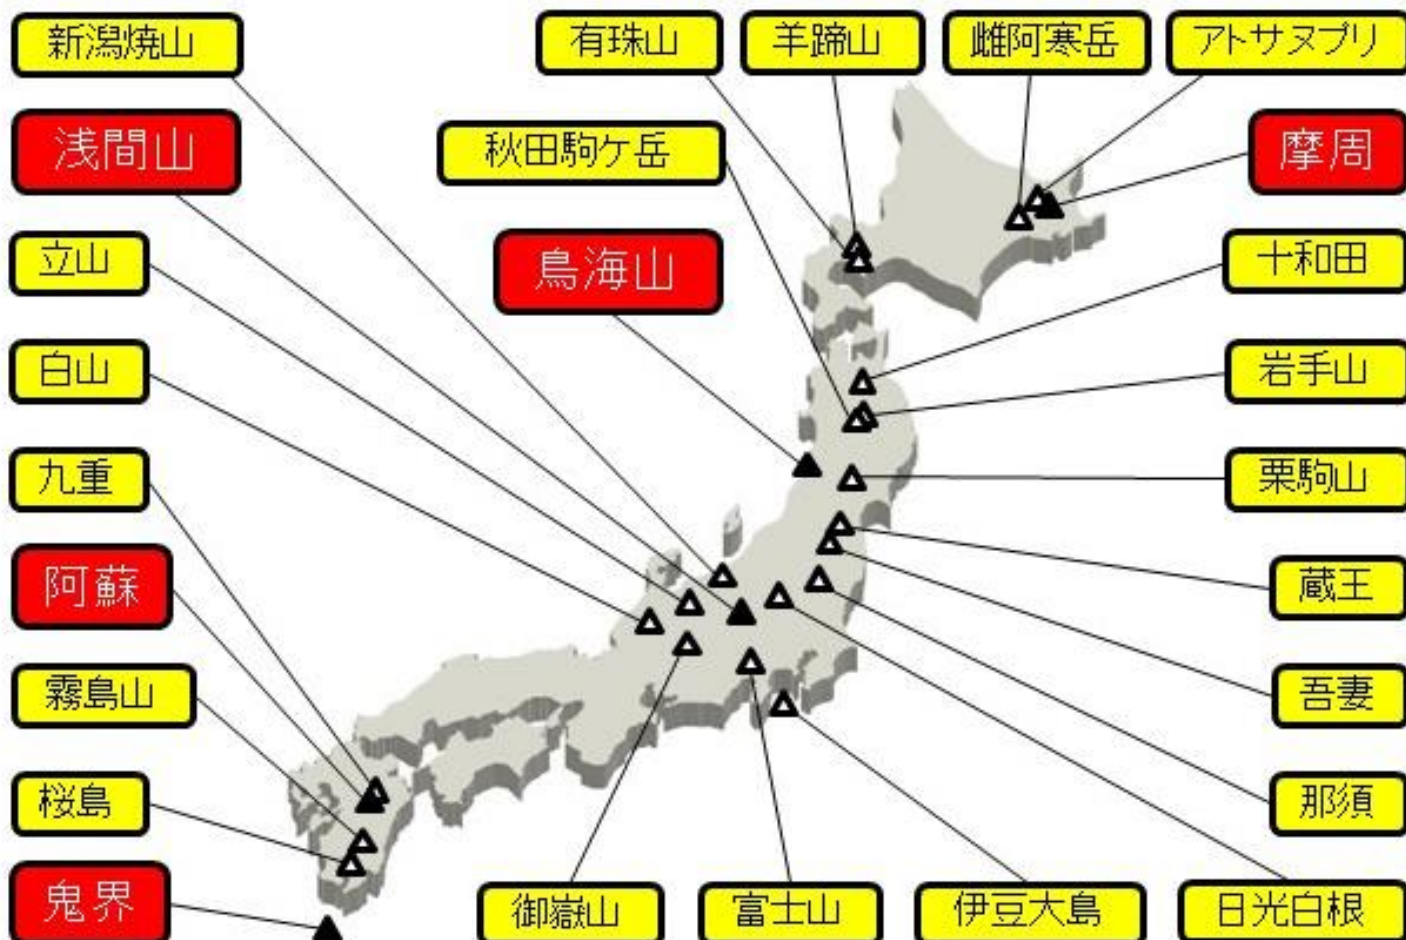 新潟焼山
有珠山
羊蹄山
雌阿寒岳
アトサヌプリ
浅間山
秋田駒ケ岳
摩周
立山
鳥海山
十和田
白山
岩手山
九重
栗駒山
阿蘇
蔵王
霧島山
吾妻
桜島
那須
鬼界
御嶽山
富士山
伊豆大島
日光白根